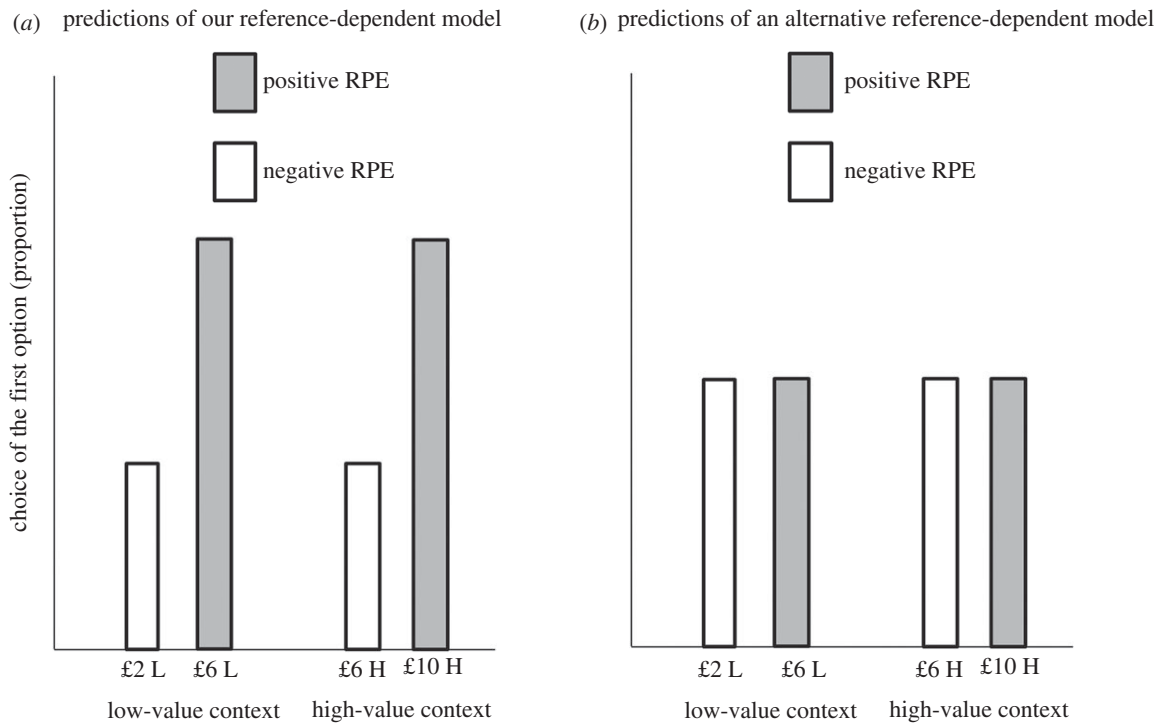 (a) predictions of our reference-dependent model
positive RPE
negative RPE
choice of the first option (proportion)
£2 L £6 L £6 H £10 H
low-value context high-value context
(b) predictions of an alternative reference-dependent model
positive RPE
negative RPE
£2 L £6 L £6 H £10 H
low-value context high-value context